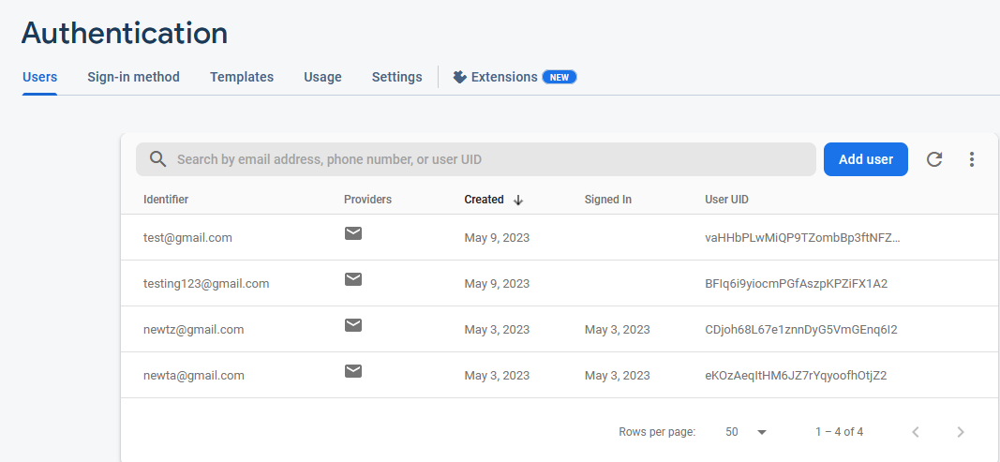 Authentication
Users Sign-in method Templates Usage Settings Extensions NEW
Search by email address, phone number, or user UID Add user
Identifier Providers Created Signed In User UID
test@gmail.com May 9, 2023 vaHHbPLwMiQP9TZombBp3ftNFZ...
testing123@gmail.com May 9, 2023 BFIq6i9yiocmPGfAszpKPZiFX1A2
newtz@gmail.com May 3, 2023 May 3, 2023 CDjoh68L67e1znnDyG5VmGEnq6I2
newta@gmail.com May 3, 2023 May 3, 2023 eKOzAeqItHM6JZ7rYqyoofhOtjZ2
Rows per page: 50 1 – 4 of 4